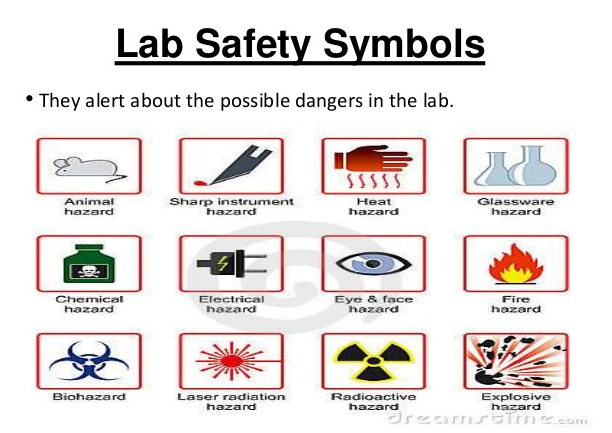 Lab Safety Symbols
• They alert about the possible dangers in the lab.
Animal
hazard
Sharp instrument
hazard
Heat
hazard
Glassware
hazard
Chemical
hazard
Electrical
hazard
Eye & face
hazard
Fire
hazard
Biohazard
Laser radiation
hazard
Radioactive
hazard
Explosive
hazard
dreamstime.com